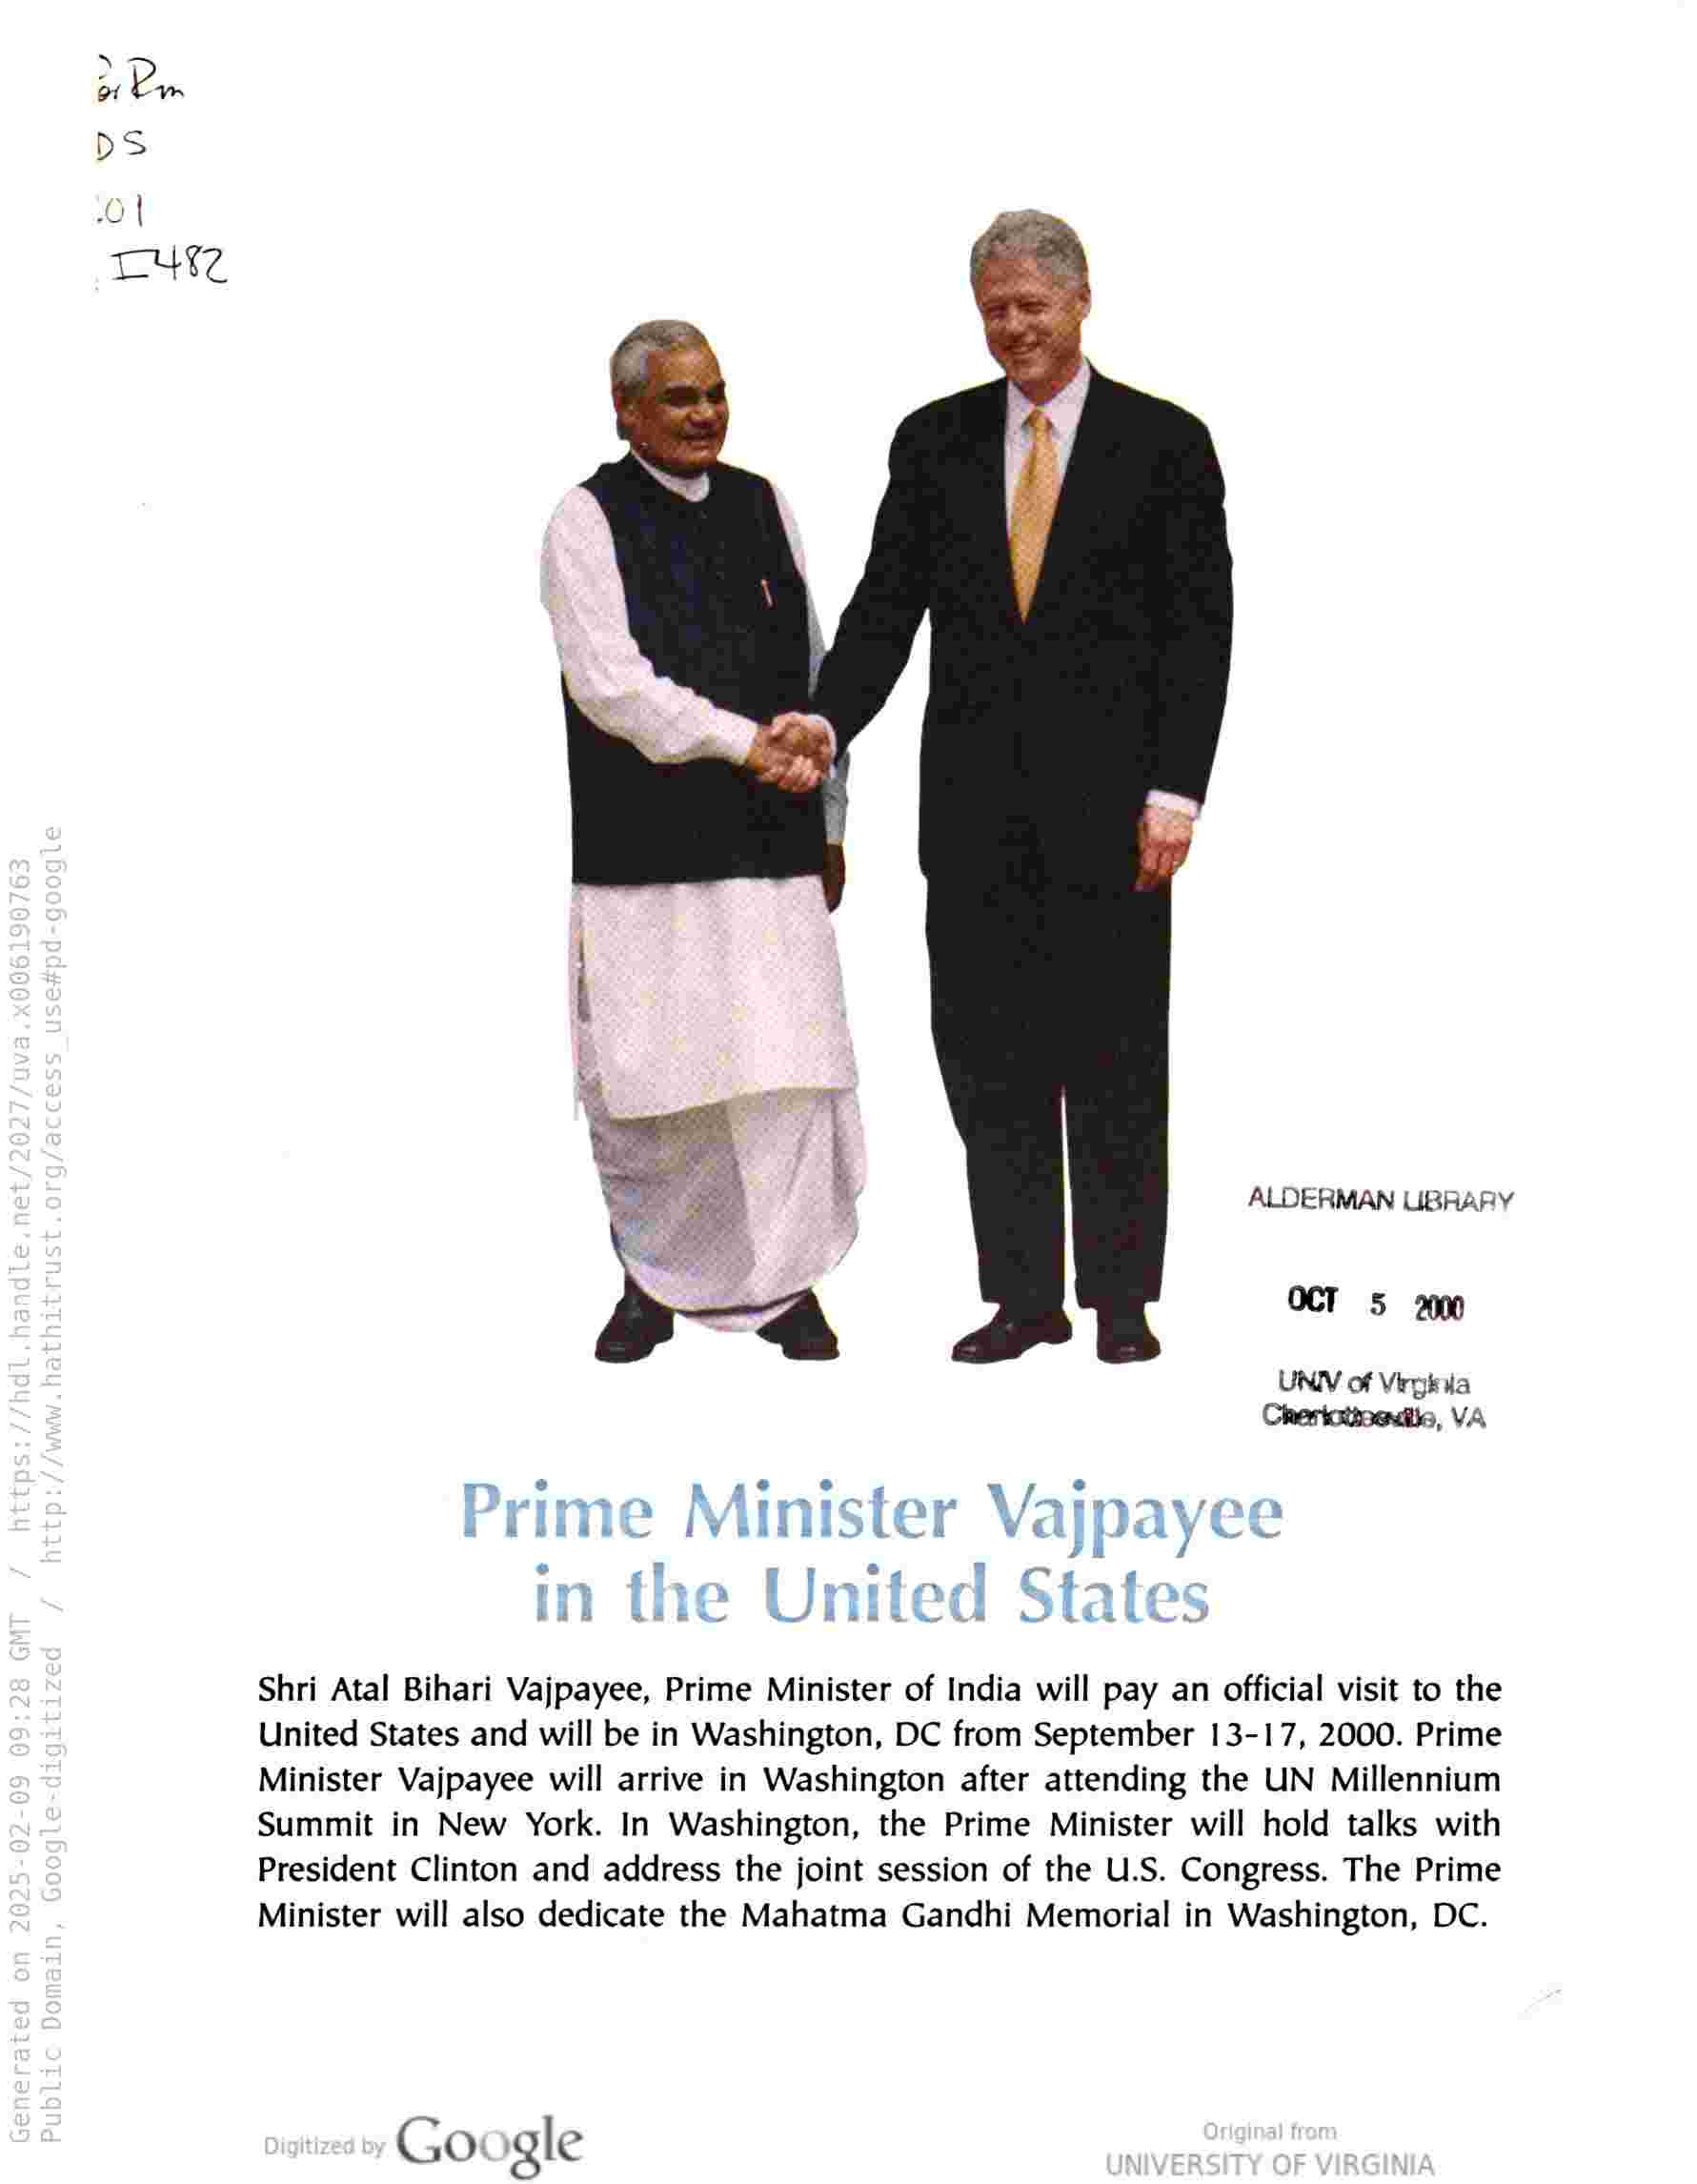 Rm
DS
01
I482
ALDERMAN LIBRARY
OCT 5 2000
UNIV of Virginia
Charlottesville, VA
Prime Minister Vajpayee
in the United States
Shri Atal Bihari Vajpayee, Prime Minister of India will pay an official visit to the
United States and will be in Washington, DC from September 13-17, 2000. Prime
Minister Vajpayee will arrive in Washington after attending the UN Millennium
Summit in New York. In Washington, the Prime Minister will hold talks with
President Clinton and address the joint session of the U.S. Congress. The Prime
Minister will also dedicate the Mahatma Gandhi Memorial in Washington, DC.
Generated on 2025-02-09 09:28 GMT / https://hdl.handle.net/2027/uva.x006190763
Public Domain, Google-digitized / http://www.hathitrust.org/access_use#pd-google
Digitized by Google
Original from
UNIVERSITY OF VIRGINIA